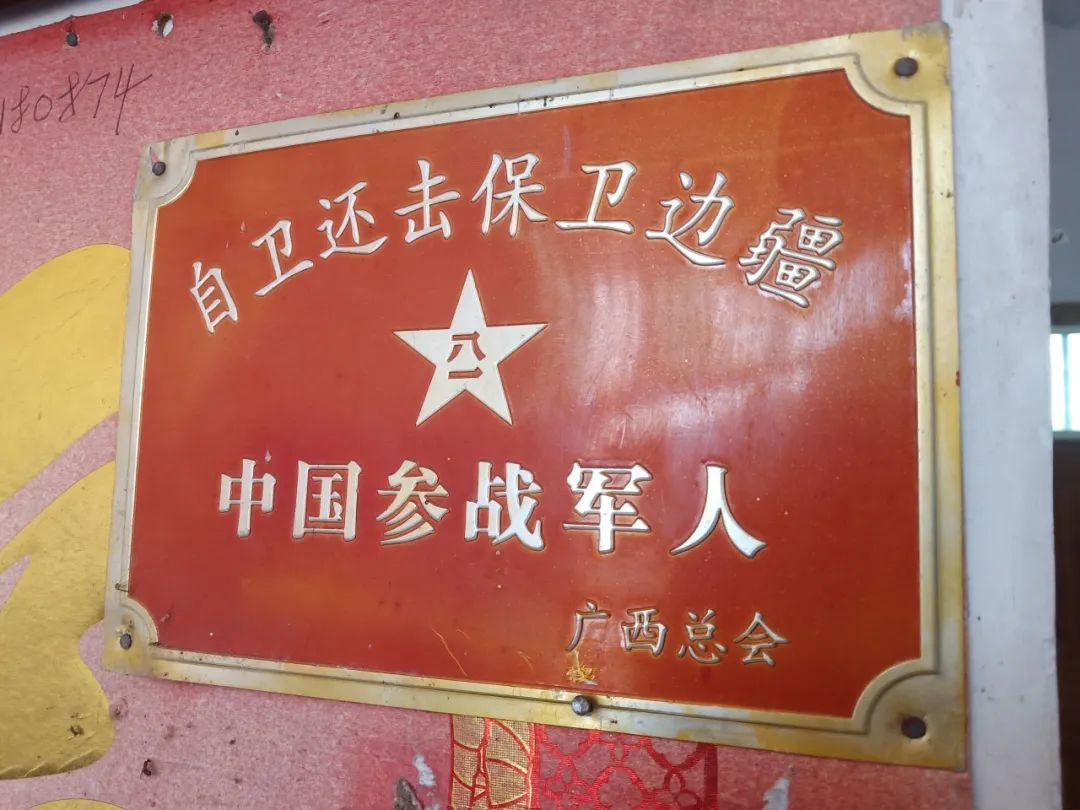 180874
自卫还击保卫边疆
八一
中国参战军人
广西总会